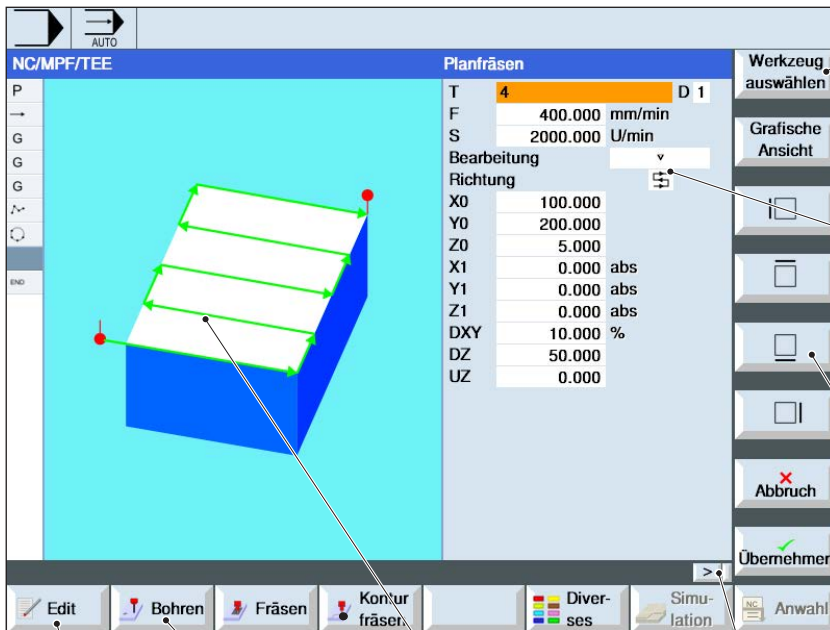 AUTO
NC/MPF/TEE
Planfräsen
P
G
G
G
END
T 4 D 1
F 400.000 mm/min
S 2000.000 U/min
Bearbeitung ▿
Richtung
X0 100.000
Y0 200.000
Z0 5.000
X1 0.000 abs
Y1 0.000 abs
Z1 0.000 abs
DXY 10.000 %
DZ 50.000
UZ 0.000
Werkzeug
auswählen
Grafische
Ansicht
Abbruch
Übernehmen
>
Edit
Bohren
Fräsen
Kontur
fräsen
Diver-
ses
Simu-
lation
NC
Anwahl